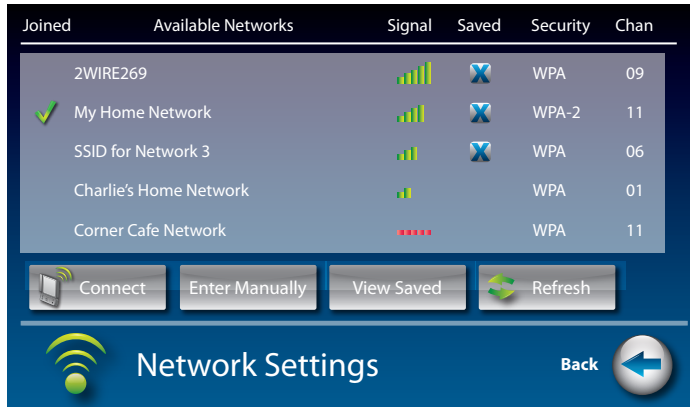 Joined Available Networks Signal Saved Security Chan
2WIRE269 X WPA 09
My Home Network X WPA-2 11
SSID for Network 3 X WPA 06
Charlie's Home Network WPA 01
Corner Cafe Network WPA 11
Connect Enter Manually View Saved Refresh
Network Settings Back